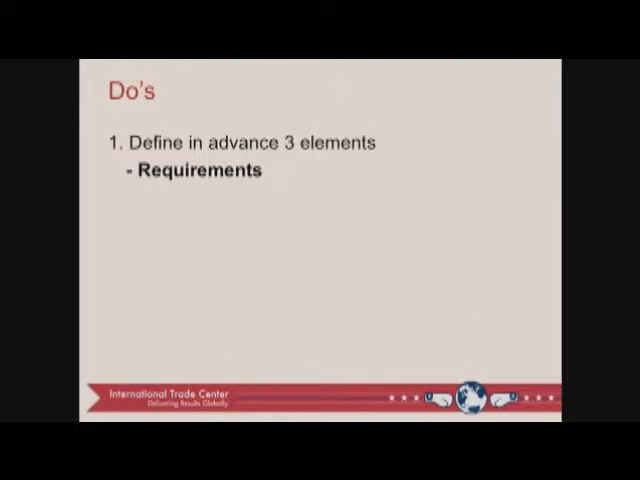 Do's
1. Define in advance 3 elements
- Requirements
International Trade Center
Delivering Results Globally